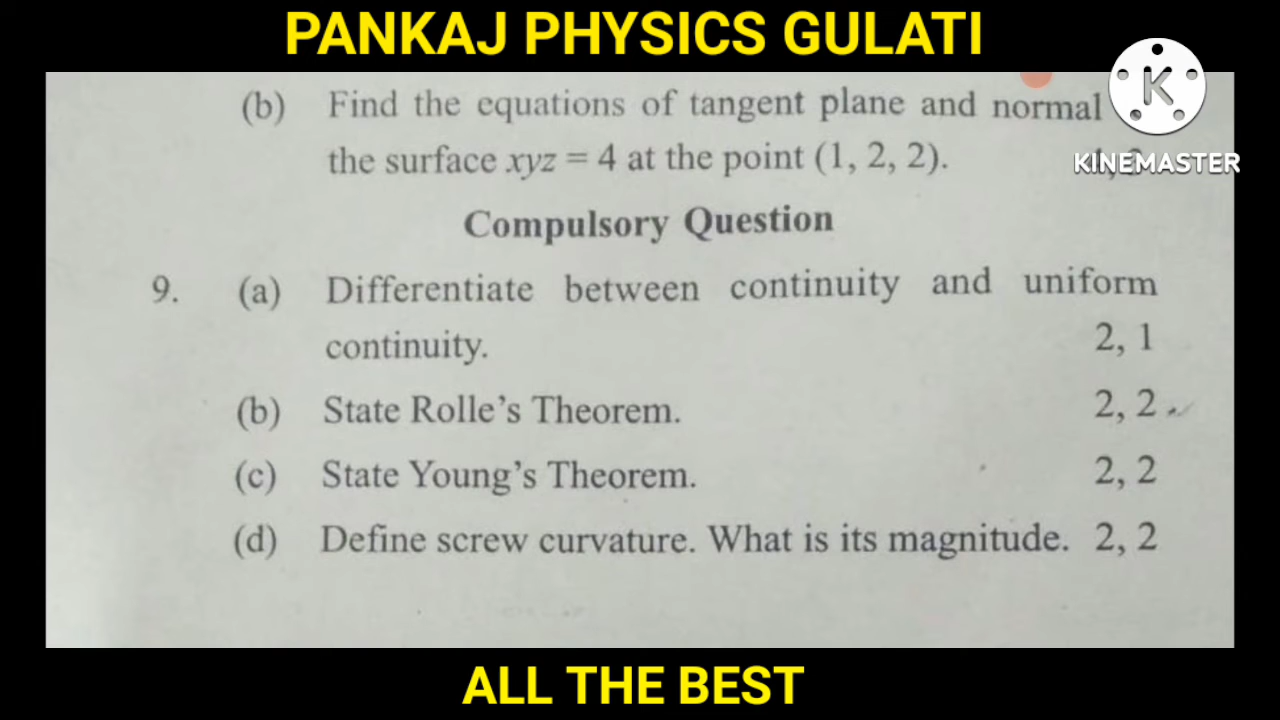 PANKAJ PHYSICS GULATI
K
KINEMASTER
(b) Find the equations of tangent plane and normal
the surface xyz = 4 at the point (1, 2, 2).
Compulsory Question
9. (a) Differentiate between continuity and uniform
continuity. 2, 1
(b) State Rolle's Theorem. 2, 2
(c) State Young's Theorem. 2, 2
(d) Define screw curvature. What is its magnitude. 2, 2
ALL THE BEST